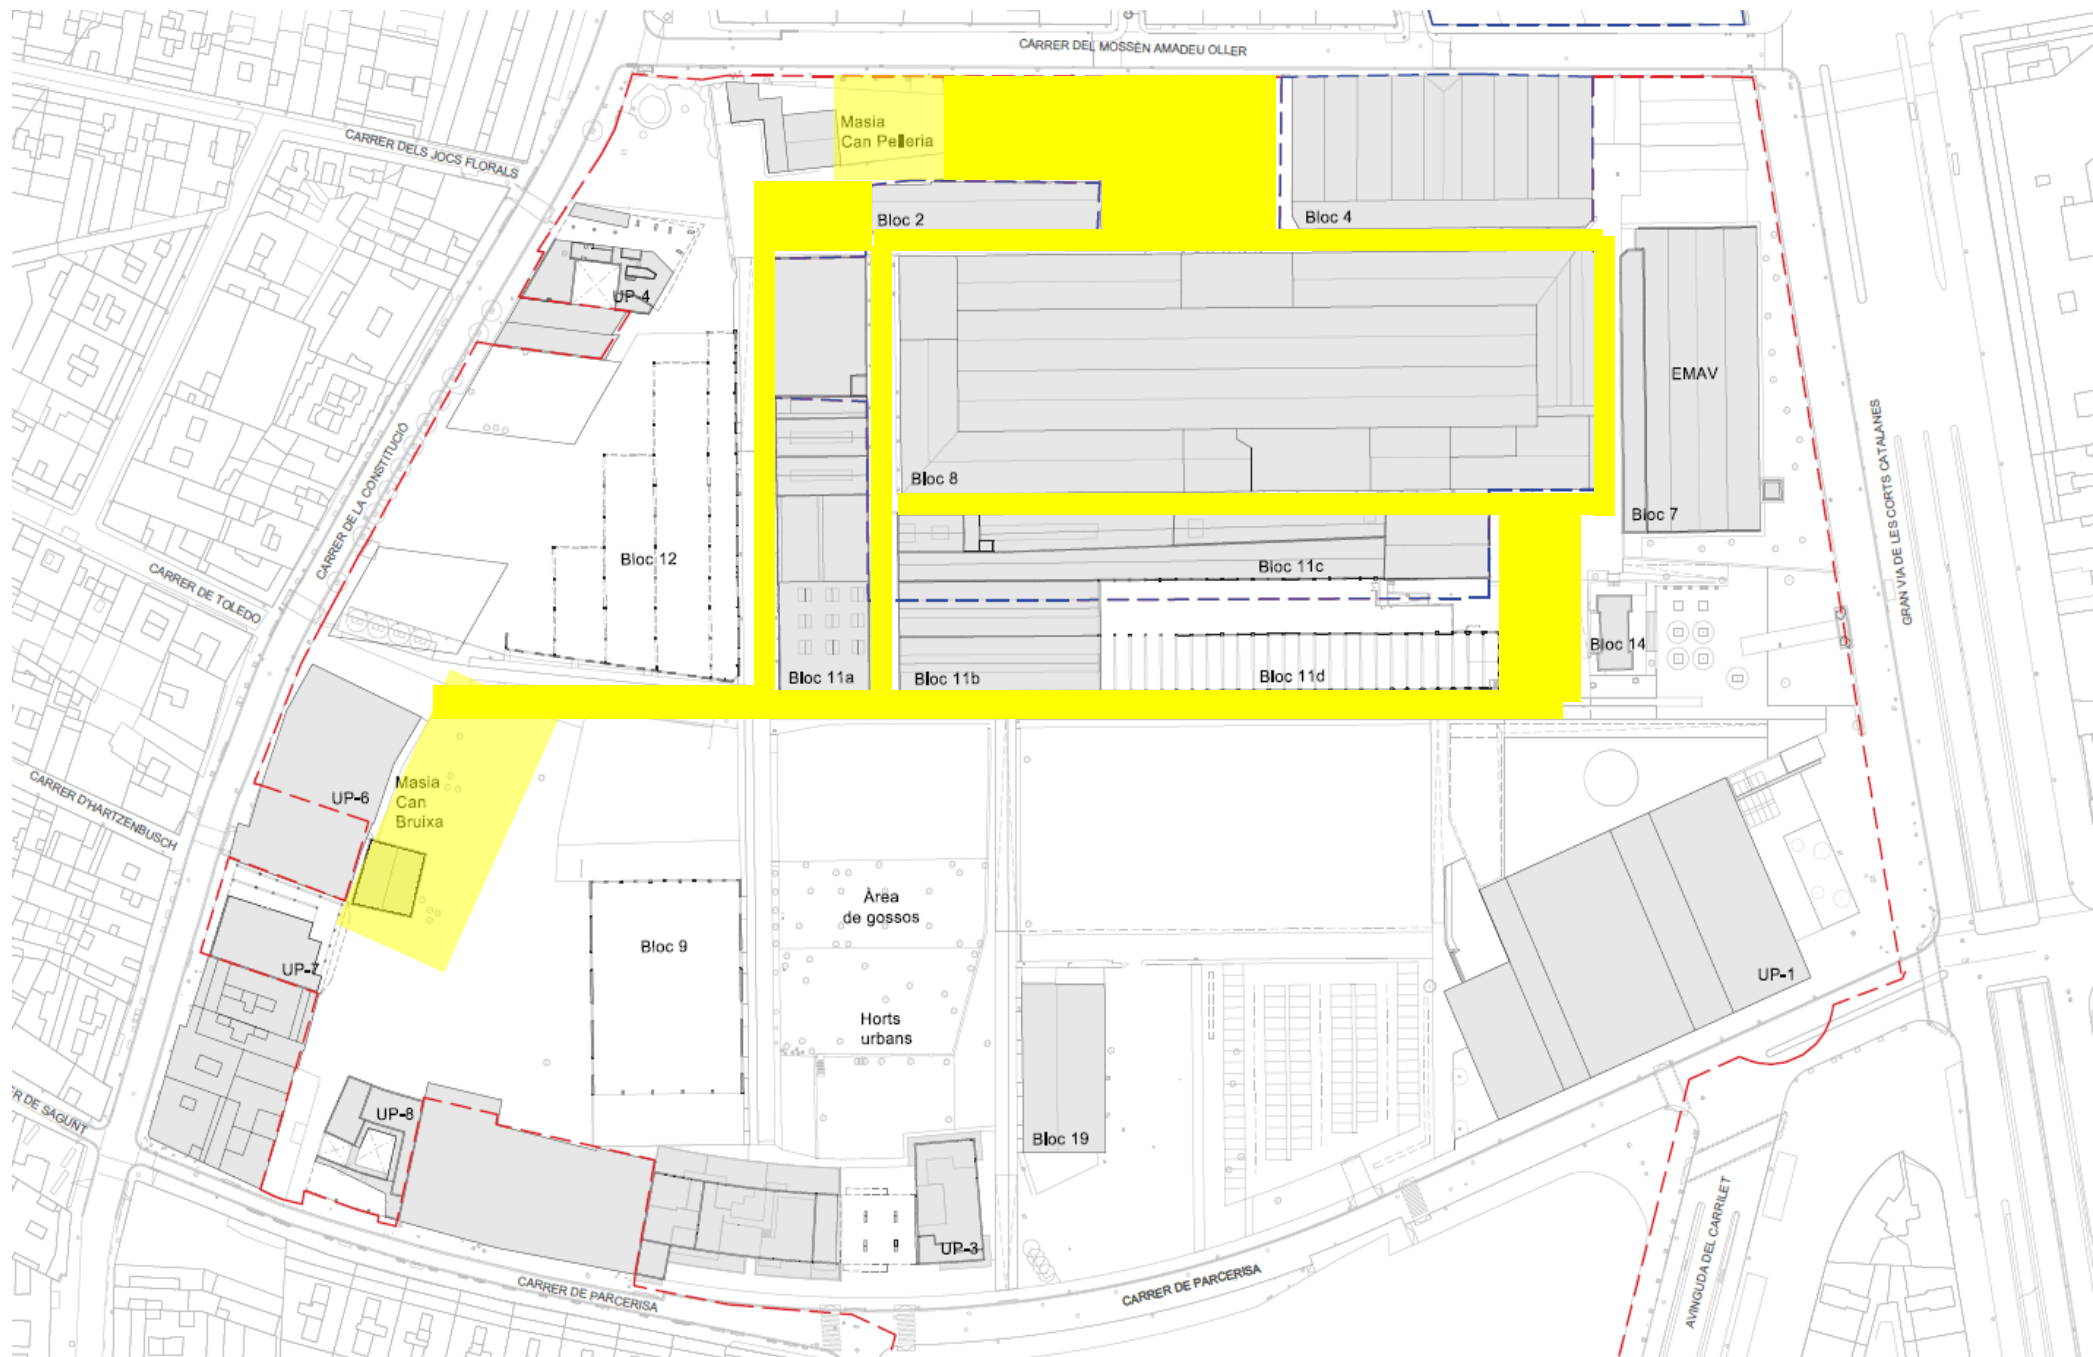 CARRER DEL MOSSÈN AMADEU OLLER
CARRER DELS JOCS FLORALS
Masia
Can Pelleria
Bloc 2
Bloc 4
UP-4
EMAV
CARRER DE LA CONSTITUCIÓ
GRAN VIA DE LES CORTS CATALANES
Bloc 8
Bloc 7
CARRER DE TOLEDO
Bloc 12
Bloc 11c
Bloc 14
Bloc 11a
Bloc 11b
Bloc 11d
CARRER D'HARTZENBUSCH
UP-6
Masia
Can
Bruixa
Àrea
de gossos
Bloc 9
UP-7
UP-1
Horts
urbans
R DE SAGUNT
UP-8
Bloc 19
UP-3
CARRER DE PARCERISA
CARRER DE PARCERISA
AVINGUDA DEL CARRILET